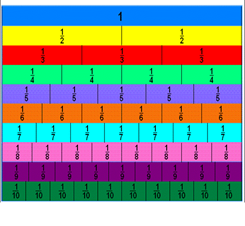 1
1/2 1/2
1/3 1/3 1/3
1/4 1/4 1/4 1/4
1/5 1/5 1/5 1/5 1/5
1/6 1/6 1/6 1/6 1/6 1/6
1/7 1/7 1/7 1/7 1/7 1/7 1/7
1/8 1/8 1/8 1/8 1/8 1/8 1/8 1/8
1/9 1/9 1/9 1/9 1/9 1/9 1/9 1/9 1/9
1/10 1/10 1/10 1/10 1/10 1/10 1/10 1/10 1/10 1/10